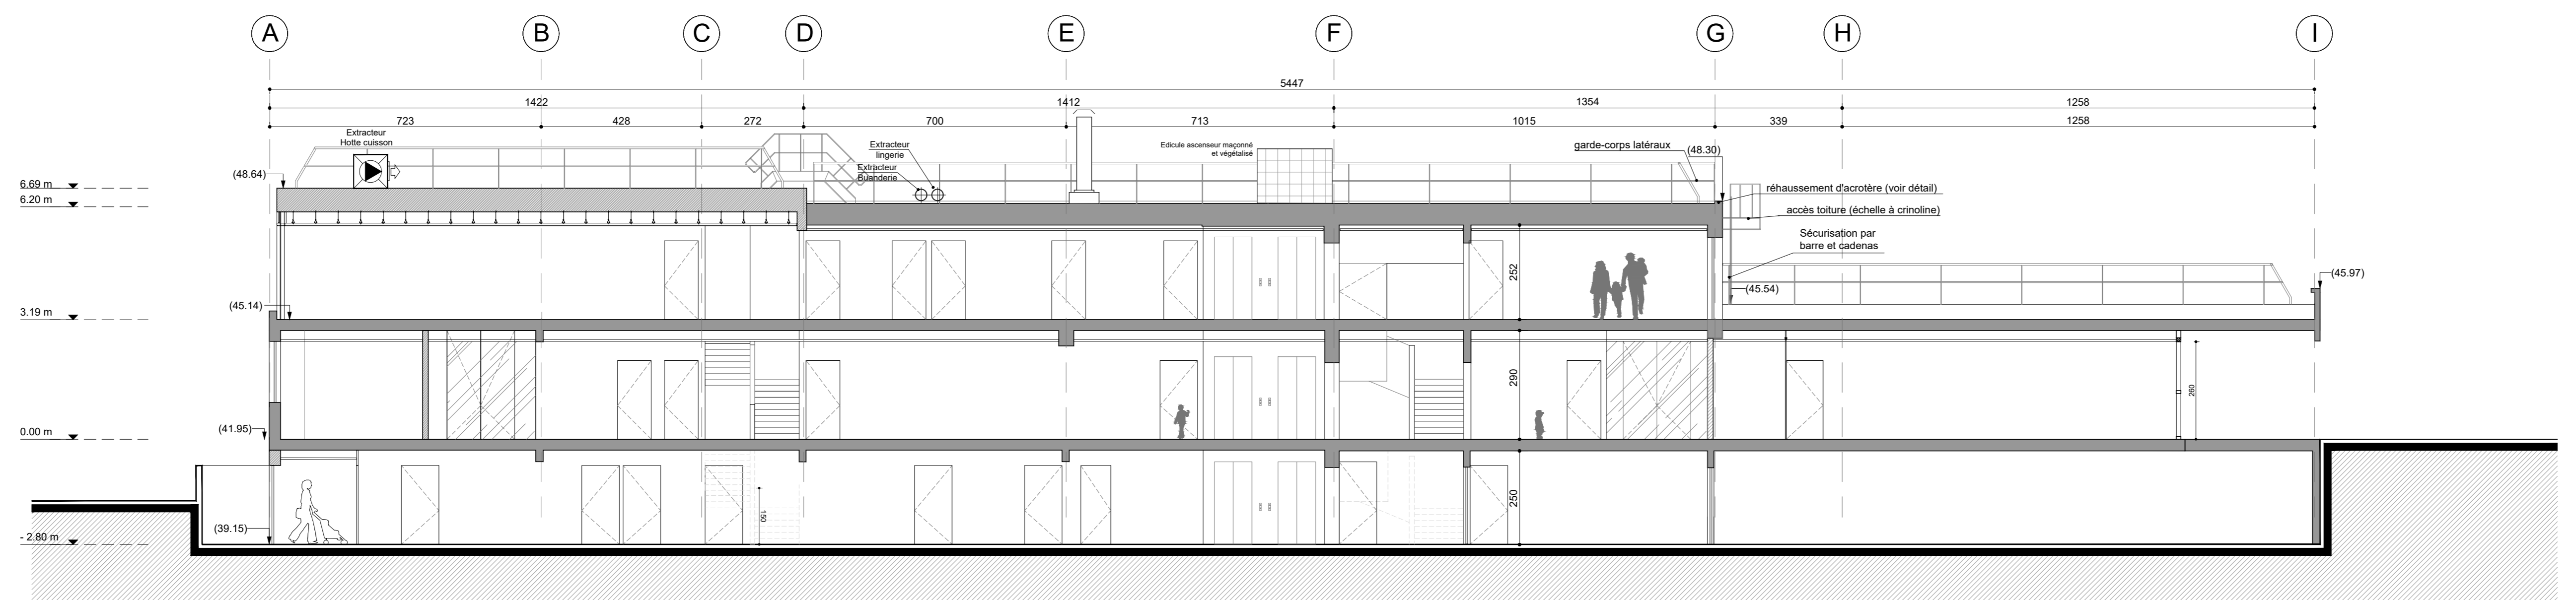 A B C D E F G H I
5447
1422 1412 1354 1258
723 428 272 700 713 1015 339 1258
Extracteur
Hotte cuisson
Extracteur
lingerie
Extracteur
Buanderie
Edicule ascenseur maçonné
et végétalisé
garde-corps latéraux
(48.30)
(48.64)
6.69 m
6.20 m
réhaussement d'acrotère (voir détail)
accès toiture (échelle à crinoline)
Sécurisation par
barre et cadenas
252
(45.97)
(45.54)
(45.14)
3.19 m
290
260
(41.95)
0.00 m
250
150
(39.15)
- 2.80 m